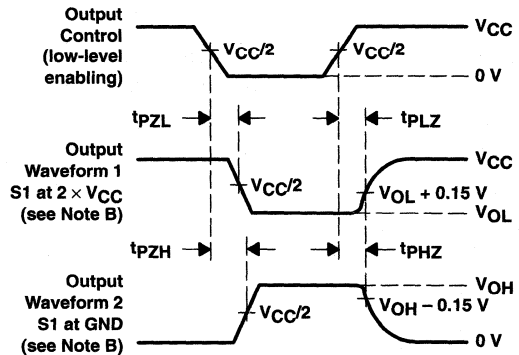 Output
Control
(low-level
enabling)
VCC/2
VCC/2
VCC
0 V
tPZL
tPLZ
Output
Waveform 1
S1 at 2 × VCC
(see Note B)
VCC/2
VCC
VOL + 0.15 V
VOL
tPZH
tPHZ
Output
Waveform 2
S1 at GND
(see Note B)
VCC/2
VOH
VOH − 0.15 V
0 V